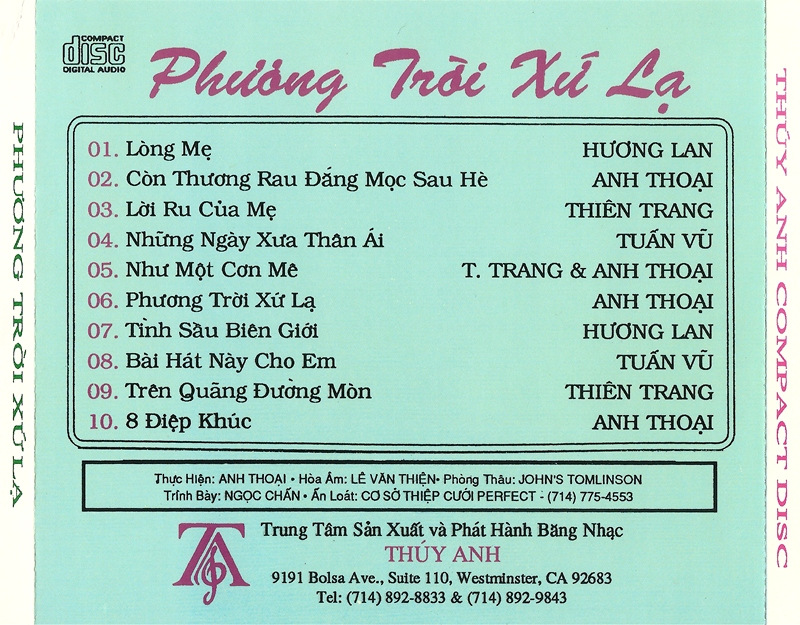 COMPACT
disc
DIGITAL AUDIO
Phương Trời Xứ Lạ
01. Lòng Mẹ HƯƠNG LAN
02. Còn Thương Rau Đắng Mọc Sau Hè ANH THOẠI
03. Lời Ru Của Mẹ THIÊN TRANG
04. Những Ngày Xưa Thân Ái TUẤN VŨ
05. Như Một Cơn Mê T. TRANG & ANH THOẠI
06. Phương Trời Xứ Lạ ANH THOẠI
07. Tình Sầu Biên Giới HƯƠNG LAN
08. Bài Hát Này Cho Em TUẤN VŨ
09. Trên Quãng Đường Mòn THIÊN TRANG
10. 8 Điệp Khúc ANH THOẠI
Thực Hiện: ANH THOẠI • Hòa Âm: LÊ VĂN THIỆN • Phòng Thâu: JOHN'S TOMLINSON
Trình Bày: NGỌC CHẤN • Ấn Loát: CƠ SỞ THIỆP CƯỚI PERFECT - (714) 775-4553
TA
Trung Tâm Sản Xuất và Phát Hành Băng Nhạc
THÚY ANH
9191 Bolsa Ave., Suite 110, Westminster, CA 92683
Tel: (714) 892-8833 & (714) 892-9843
PHƯƠNG TRỜI XỨ LẠ
THÚY ANH COMPACT DISC